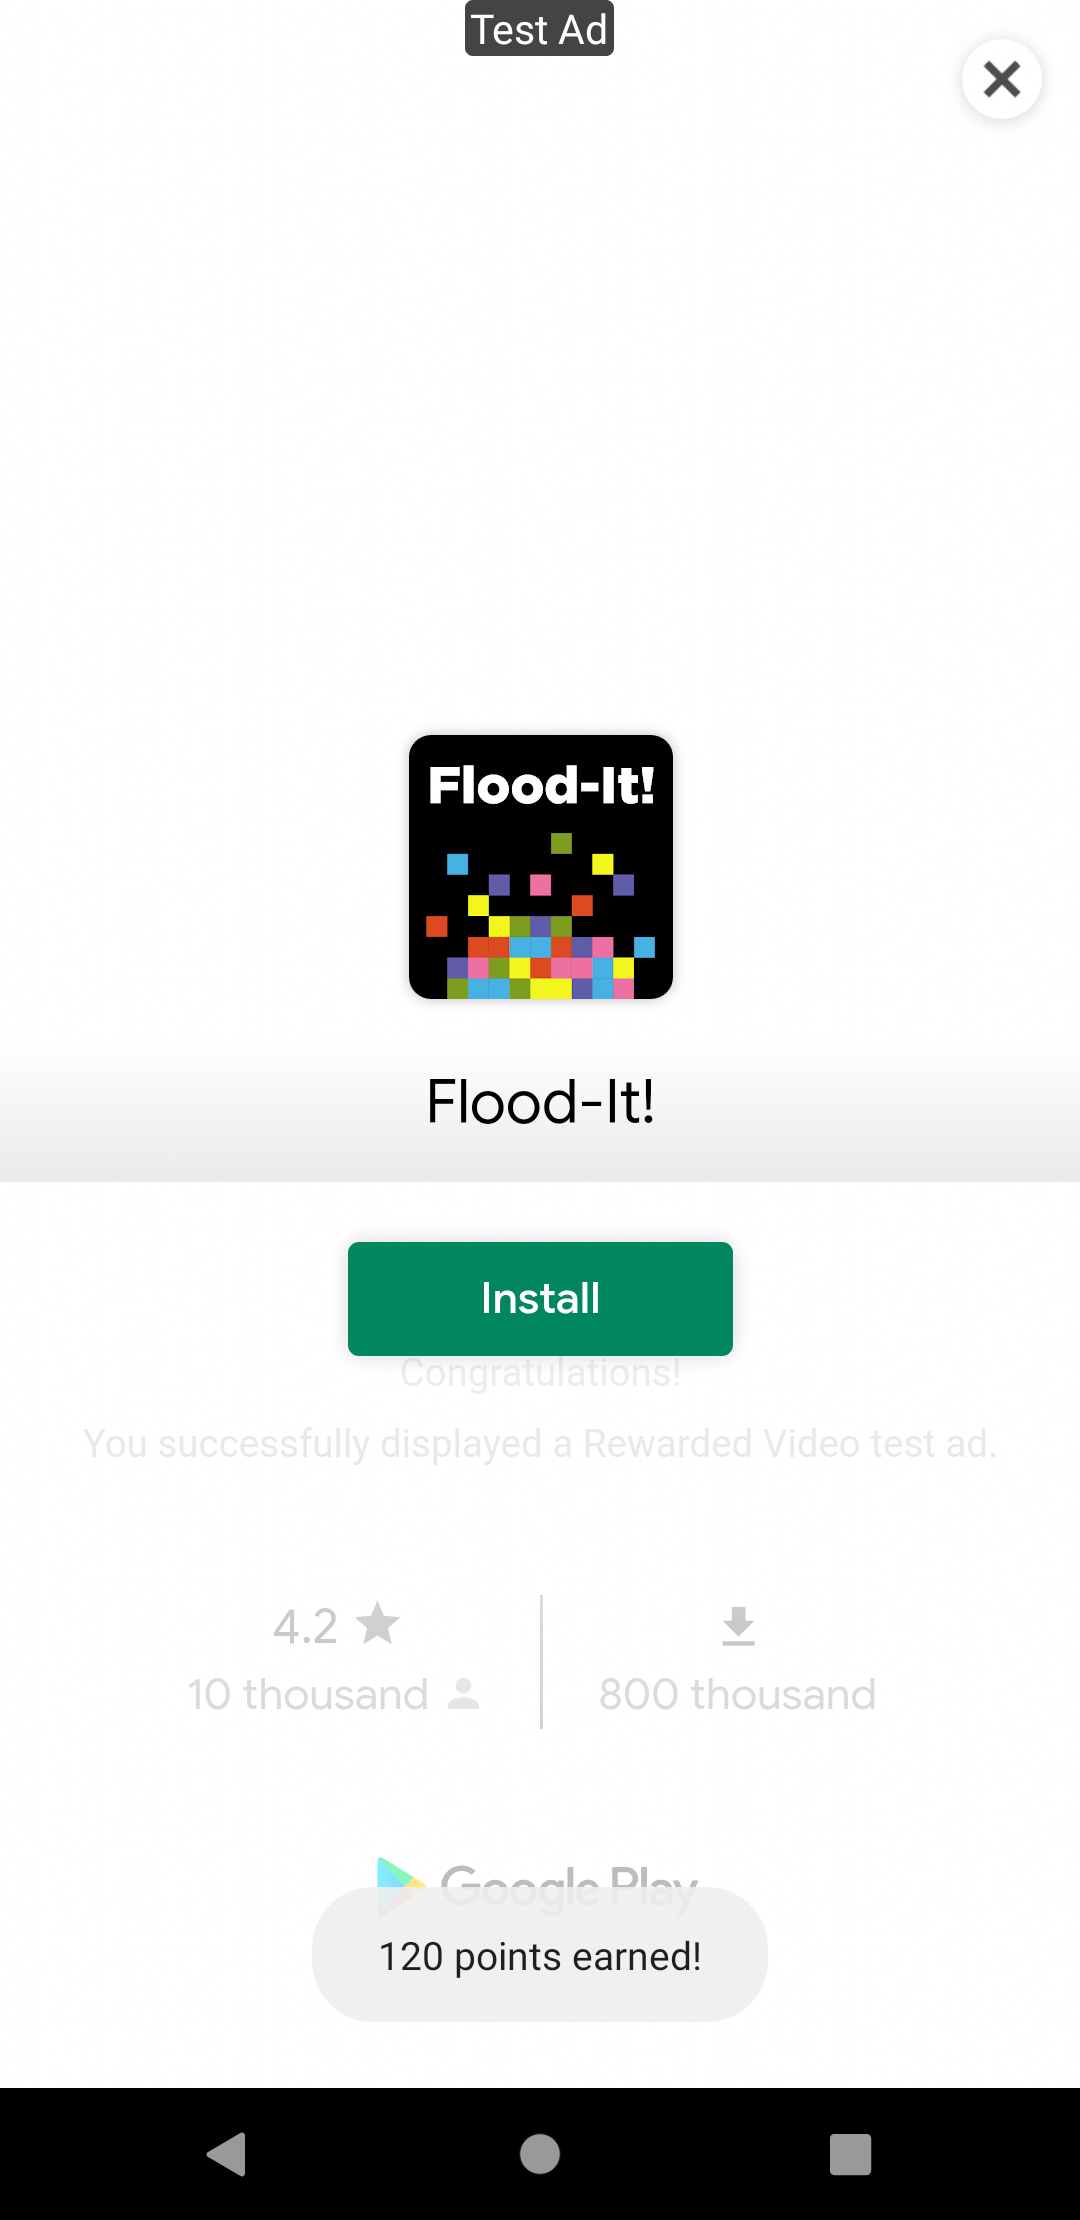 Test Ad
Flood-It!
Flood-It!
Install
Congratulations!
You successfully displayed a Rewarded Video test ad.
4.2
10 thousand
800 thousand
Google Play
120 points earned!